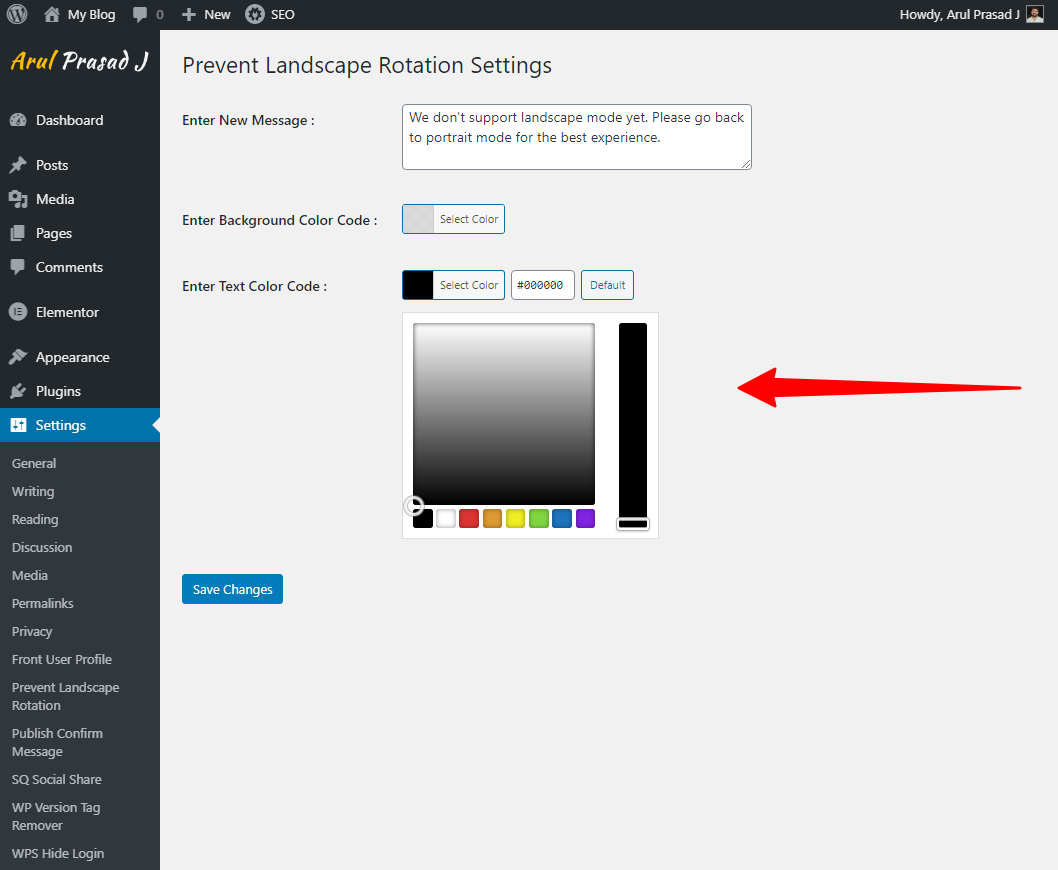 My Blog
0
New
SEO
Howdy, Arul Prasad J
Arul Prasad J
Dashboard
Posts
Media
Pages
Comments
Elementor
Appearance
Plugins
Settings
General
Writing
Reading
Discussion
Media
Permalinks
Privacy
Front User Profile
Prevent Landscape
Rotation
Publish Confirm
Message
SQ Social Share
WP Version Tag
Remover
WPS Hide Login
Prevent Landscape Rotation Settings
Enter New Message :
We don't support landscape mode yet. Please go back
to portrait mode for the best experience.
Enter Background Color Code :
Select Color
Enter Text Color Code :
Select Color
#000000
Default
Save Changes